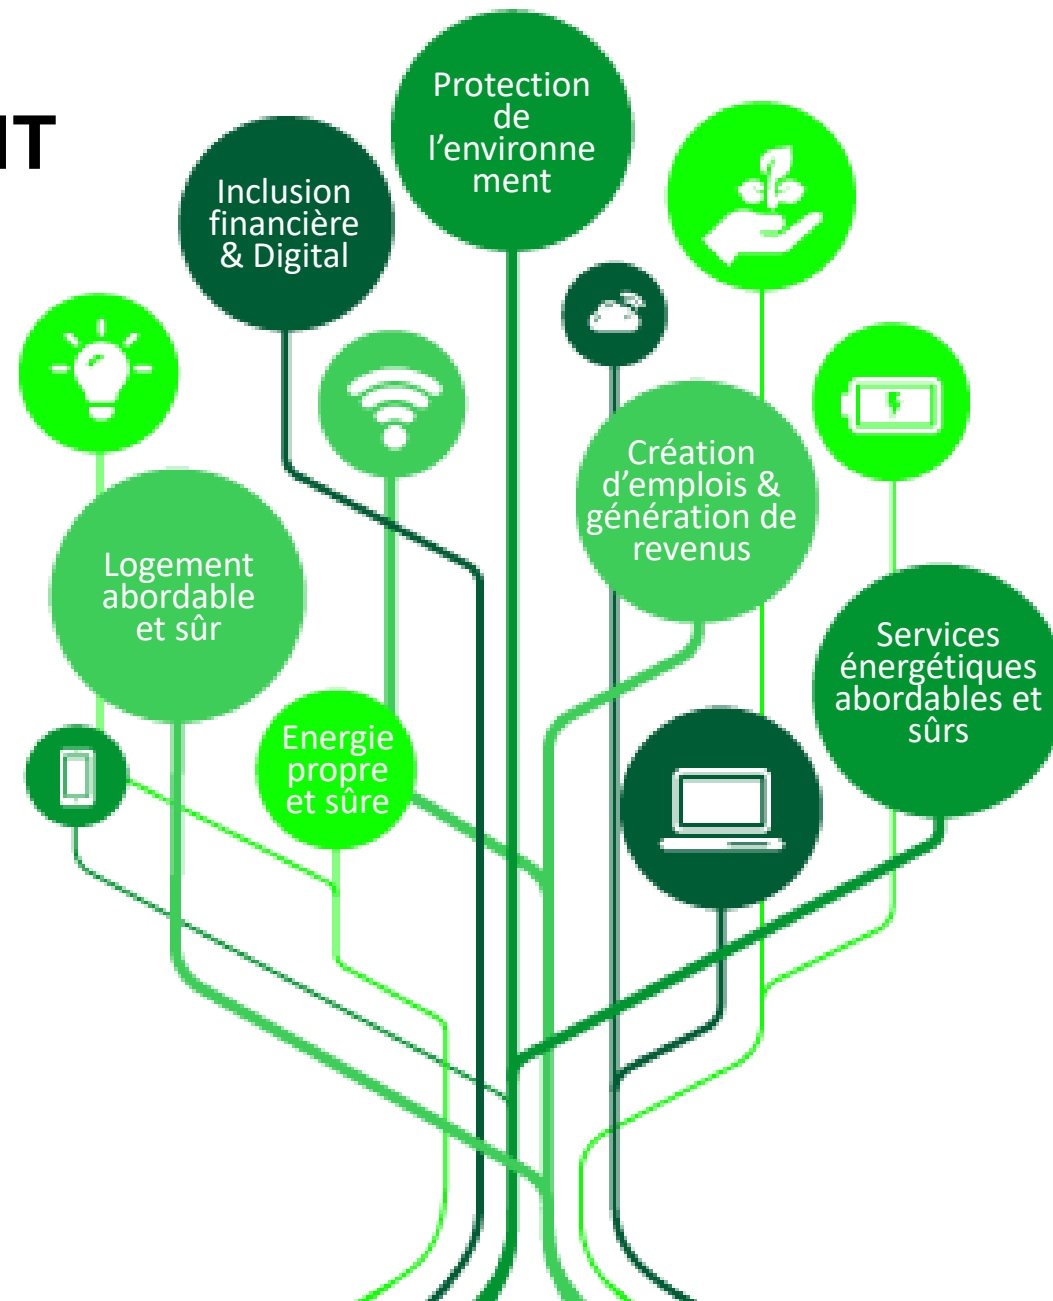 IT
Protection
de
l’environne
ment
Inclusion
financière
& Digital
Création
d’emplois &
génération de
revenus
Logement
abordable
et sûr
Services
énergétiques
abordables et
sûrs
Energie
propre
et sûre